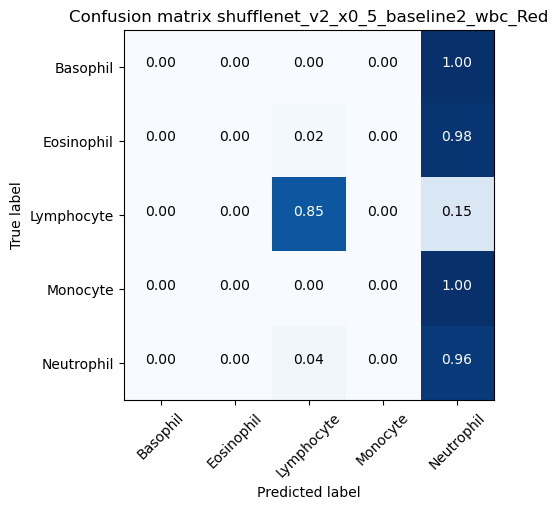 Confusion matrix shufflenet_v2_x0_5_baseline2_wbc_Red
True label
Basophil 0.00 0.00 0.00 0.00 1.00
Eosinophil 0.00 0.00 0.02 0.00 0.98
Lymphocyte 0.00 0.00 0.85 0.00 0.15
Monocyte 0.00 0.00 0.00 0.00 1.00
Neutrophil 0.00 0.00 0.04 0.00 0.96
Basophil Eosinophil Lymphocyte Monocyte Neutrophil
Predicted label